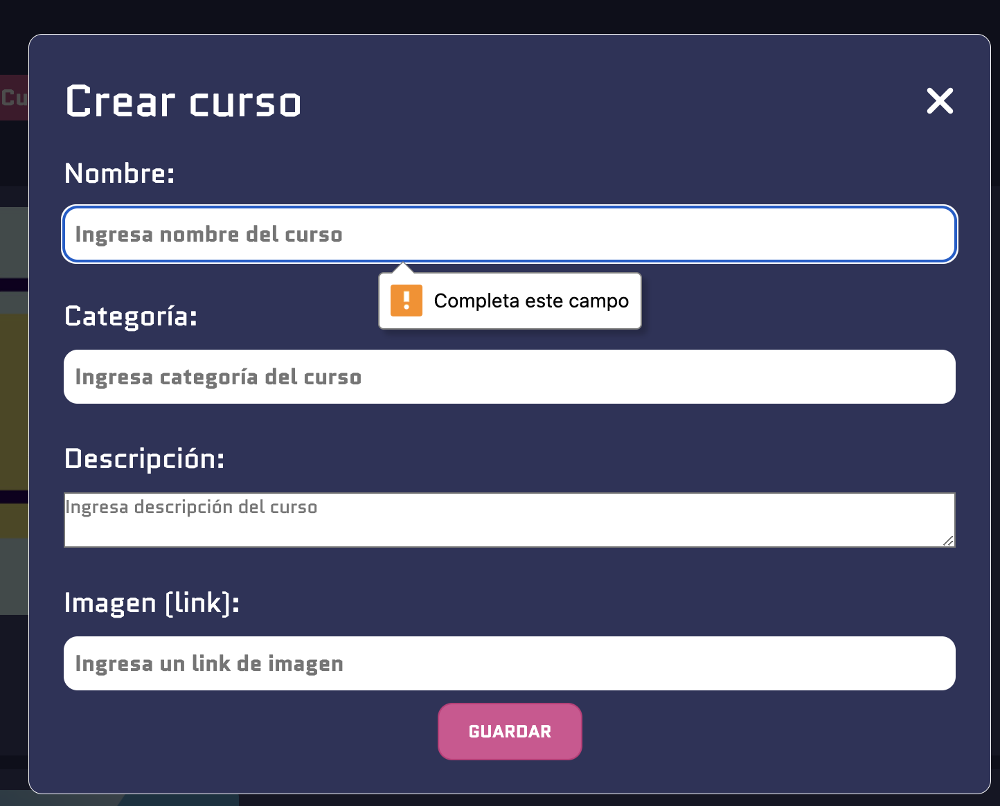 Crear curso
Cu
Nombre:
Ingresa nombre del curso
Completa este campo
Categoría:
Ingresa categoría del curso
Descripción:
Ingresa descripción del curso
Imagen (link):
Ingresa un link de imagen
GUARDAR